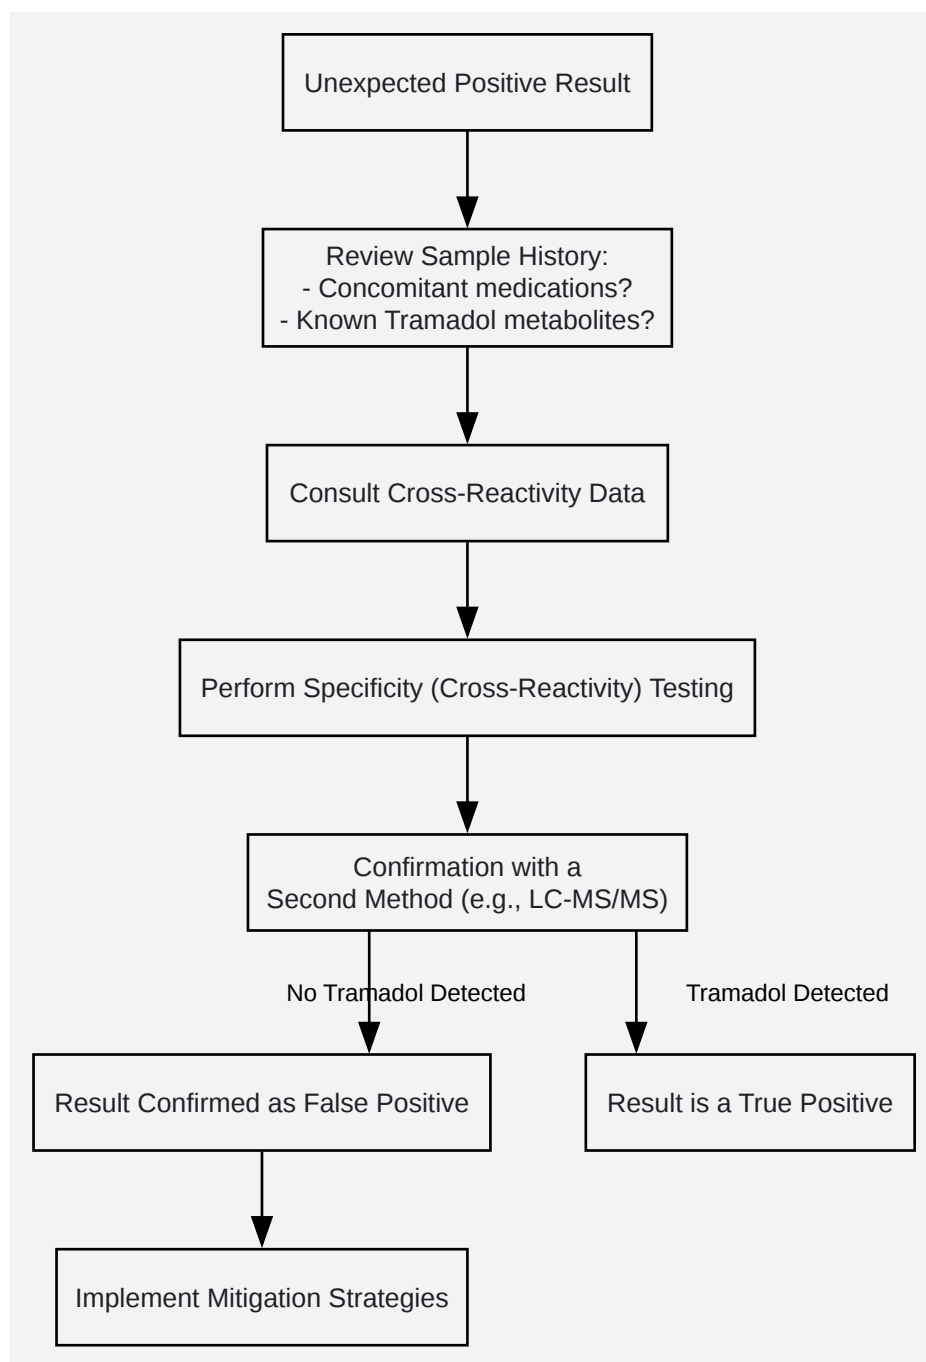 Unexpected Positive Result
Review Sample History:
- Concomitant medications?
- Known Tramadol metabolites?
Consult Cross-Reactivity Data
Perform Specificity (Cross-Reactivity) Testing
Confirmation with a
Second Method (e.g., LC-MS/MS)
No Tramadol Detected
Tramadol Detected
Result Confirmed as False Positive
Result is a True Positive
Implement Mitigation Strategies